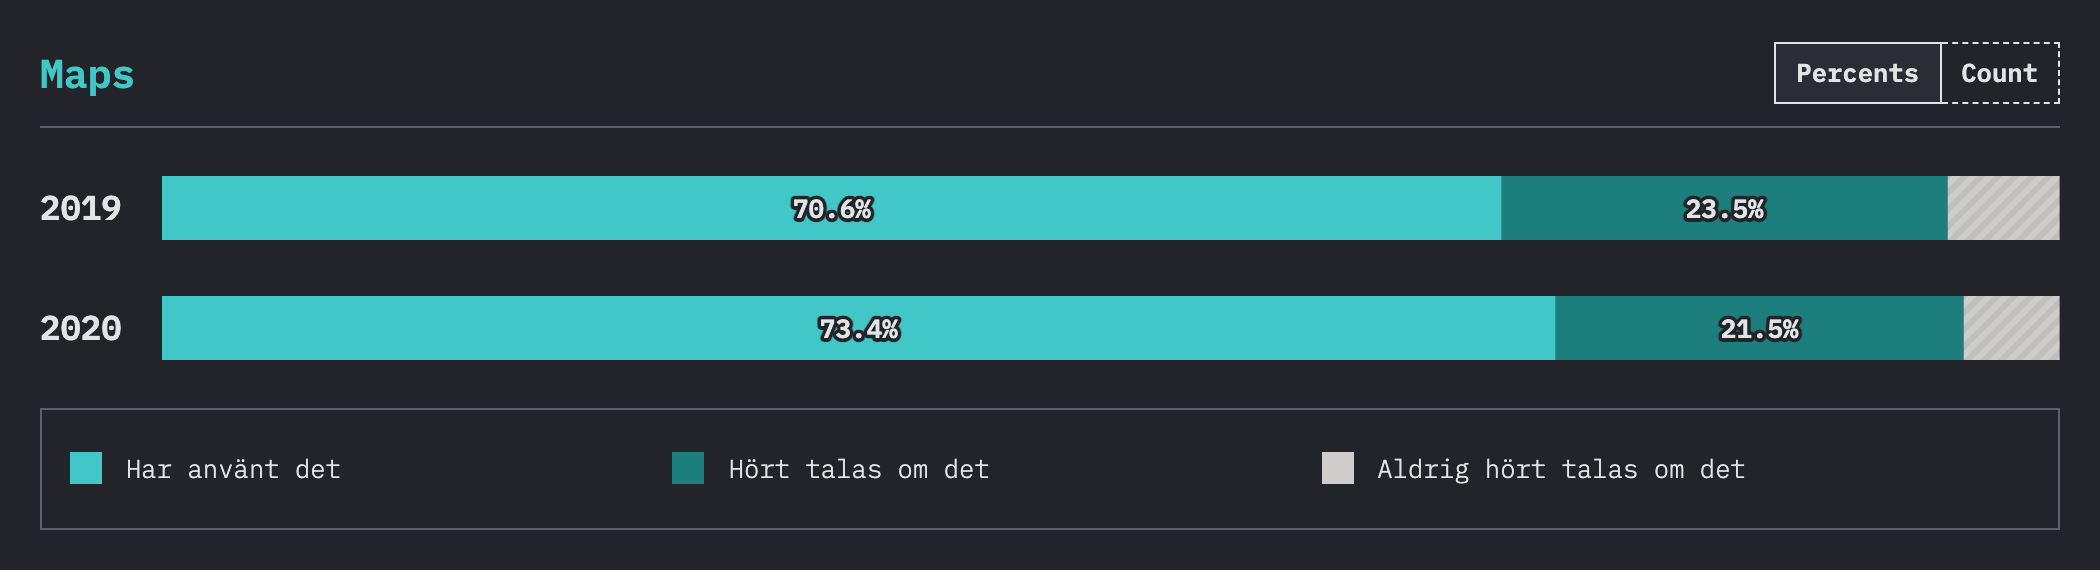 Maps
Percents Count
2019 70.6% 23.5%
2020 73.4% 21.5%
Har använt det Hört talas om det Aldrig hört talas om det